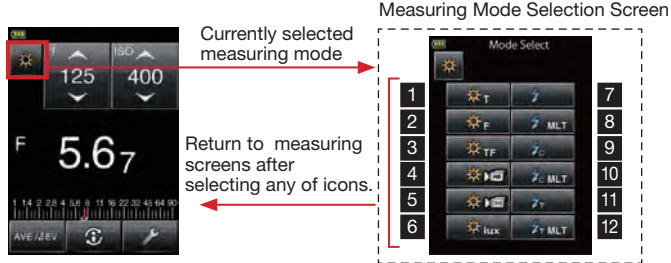 Measuring Mode Selection Screen
Currently selected
measuring mode
Mode Select
T
ISO
125
400
F
5.6 7
Return to measuring
screens after
selecting any of icons.
1 1.4 2 2.8 4 5.6 8 11 16 22 32 45 64 90
AVE/⊿EV
1
T
7
2
F
MLT
8
3
TF
C
9
4
C MLT
10
5
T
11
6
lux
T MLT
12